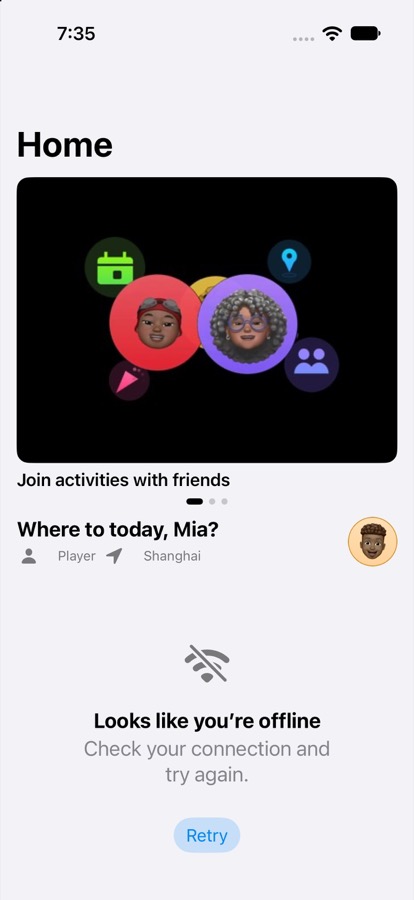 7:35
Home
Join activities with friends
Where to today, Mia?
Player Shanghai
Looks like you’re offline
Check your connection and
try again.
Retry